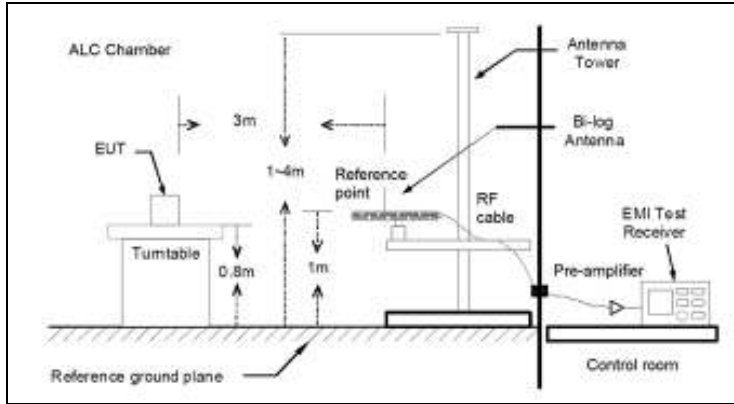 ALC Chamber
Antenna
Tower
3m
Bi-log
Antenna
EUT
1~4m
Reference
point
RF
cable
EMI Test
Receiver
Turntable
0.8m
1m
Pre-amplifier
Control room
Reference ground plane